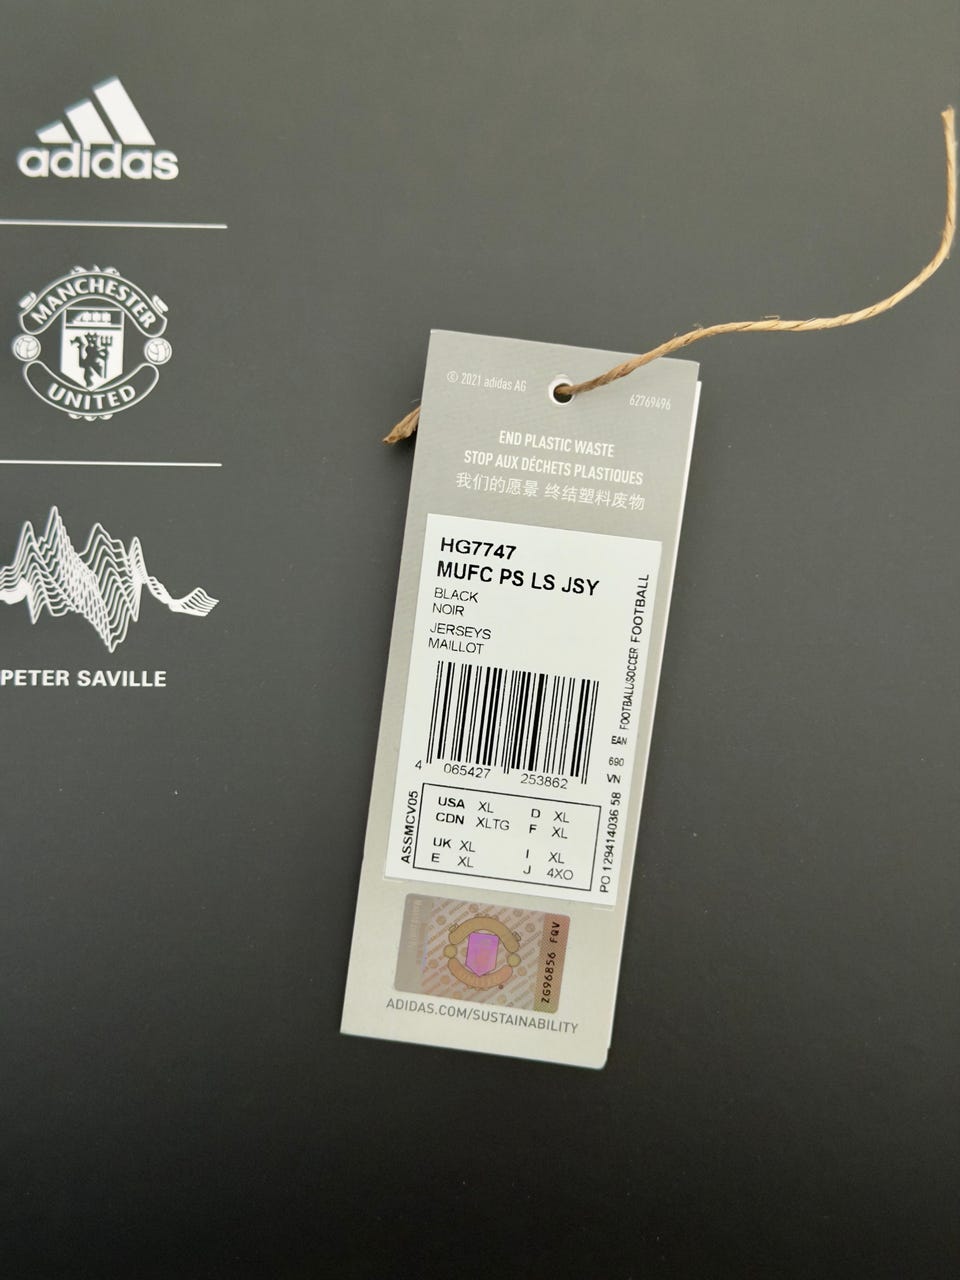 adidas
MANCHESTER
UNITED
PETER SAVILLE
© 2021 adidas AG
62769496
END PLASTIC WASTE
STOP AUX DÉCHETS PLASTIQUES
我们的愿景 终结塑料废物
HG7747
MUFC PS LS JSY
BLACK
NOIR
JERSEYS
MAILLOT
FOOTBALL/SOCCER FOOTBALL
4 065427 253862
EAN
690
VN
ASSMCV05
USA XL D XL
CDN XLTG F XL
UK XL I XL
E XL J 4XO
PO 129414036 58
ZG96856 FQV
ADIDAS.COM/SUSTAINABILITY